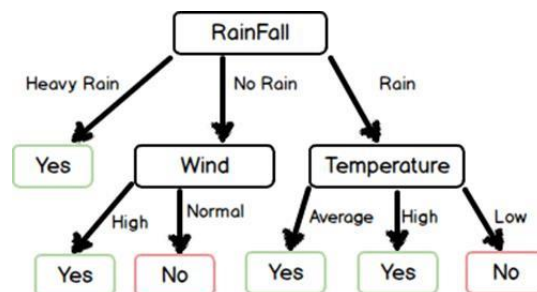 RainFall
Heavy Rain No Rain Rain
Yes Wind Temperature
High Normal Average High Low
Yes No Yes Yes No